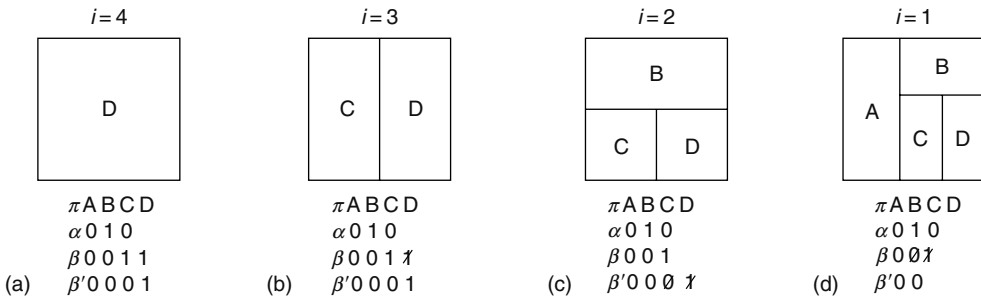 i = 4
D
π A B C D
α 0 1 0
β 0 0 1 1
β′ 0 0 0 1
(a)
i = 3
C D
π A B C D
α 0 1 0
β 0 0 1 1
β′ 0 0 0 1
(b)
i = 2
B
C D
π A B C D
α 0 1 0
β 0 0 1
β′ 0 0 0 1
(c)
i = 1
B
A
C D
π A B C D
α 0 1 0
β 0 0 1
β′ 0 0
(d)